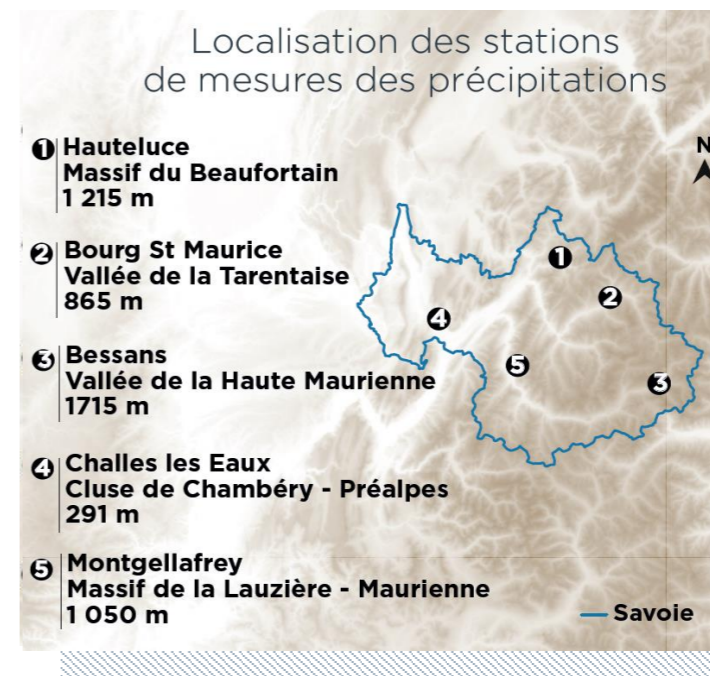 Localisation des stations
de mesures des précipitations
N
1 Hauteluce
Massif du Beaufortain
1 215 m
2 Bourg St Maurice
Vallée de la Tarentaise
865 m
3 Bessans
Vallée de la Haute Maurienne
1715 m
4 Challes les Eaux
Cluse de Chambéry - Préalpes
291 m
5 Montgellafrey
Massif de la Lauzière - Maurienne
1 050 m
1
2
4
5
3
Savoie